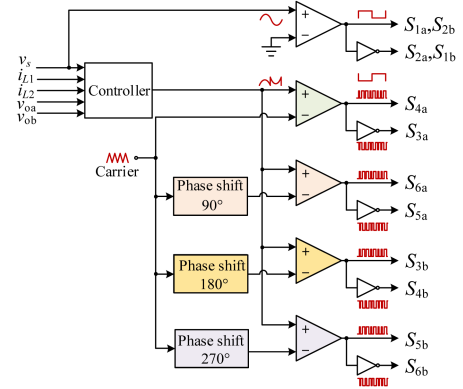 S1a, S2b
S2a, S1b
vs
iL1
iL2
voa
vob
Controller
+
−
+
−
S4a
S3a
Carrier
Phase shift
90°
+
−
S6a
S5a
Phase shift
180°
+
−
S3b
S4b
Phase shift
270°
+
−
S5b
S6b